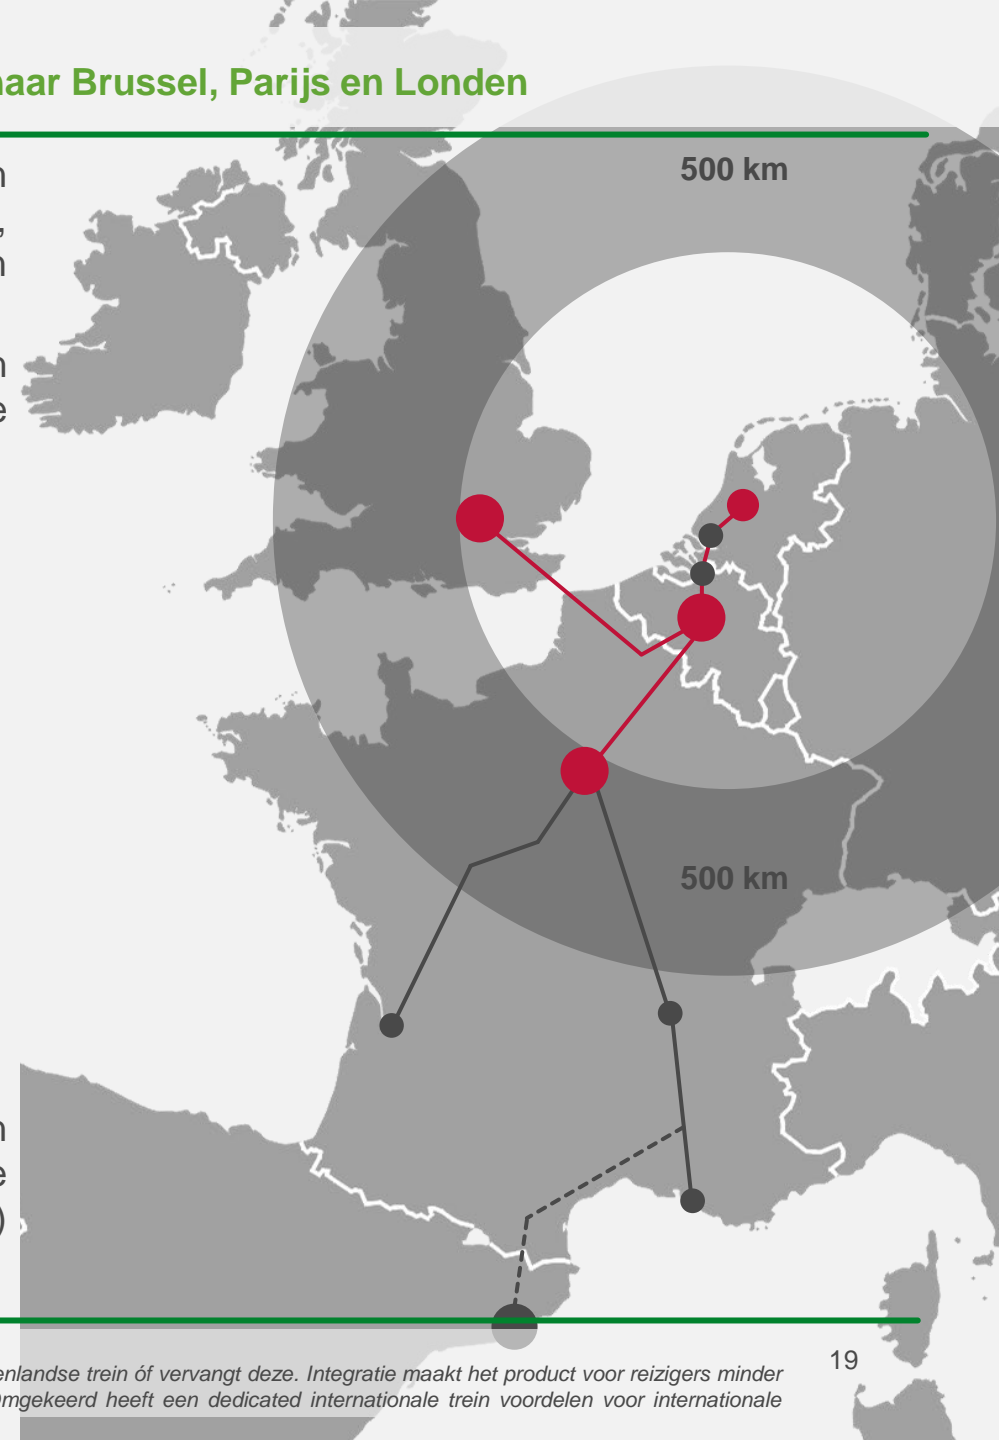 naar Brussel, Parijs en Londen
500 km
n
,
n
n
e
500 km
n
e
)
enlandse trein óf vervangt deze. Integratie maakt het product voor reizigers minder
Omgekeerd heeft een dedicated internationale trein voordelen voor internationale
19